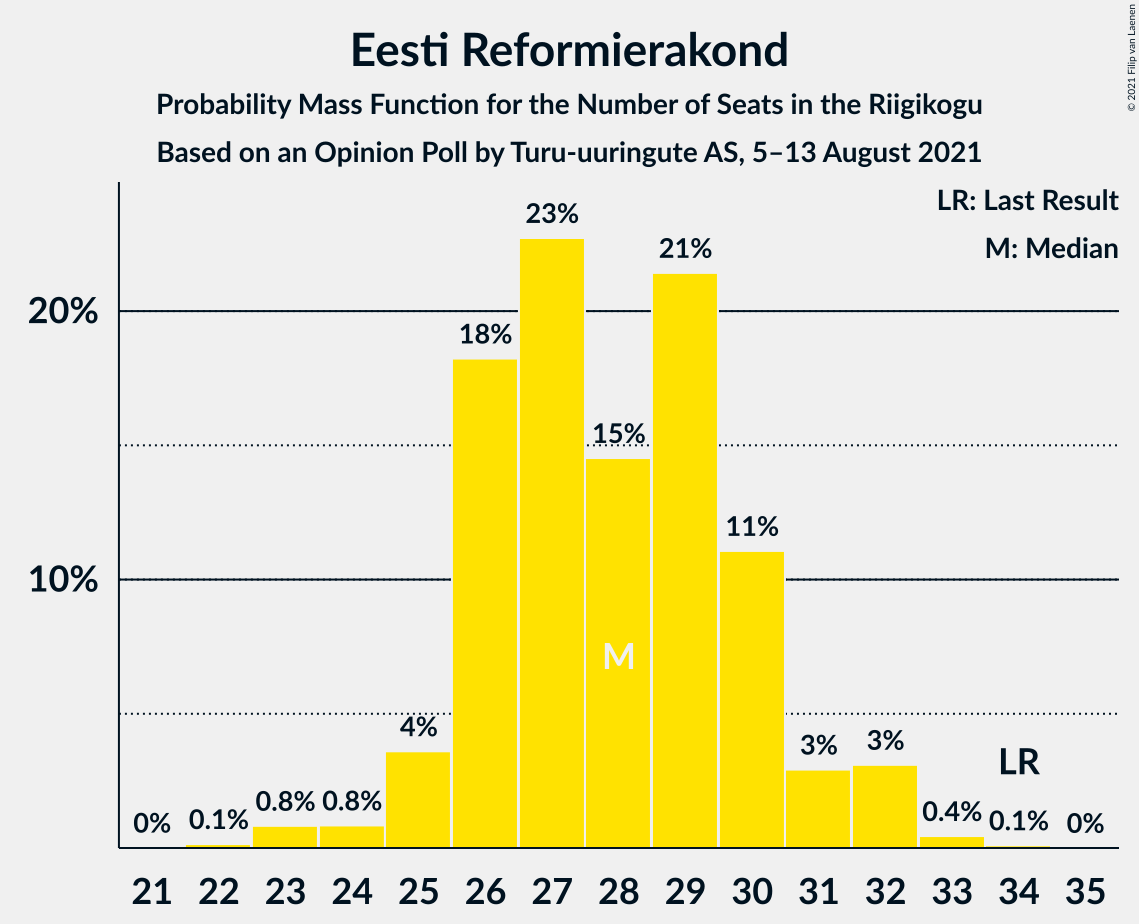 Eesti Reformierakond
Probability Mass Function for the Number of Seats in the Riigikogu
Based on an Opinion Poll by Turu-uuringute AS, 5–13 August 2021
© 2021 Filip van Laenen
LR: Last Result
M: Median
20%
10%
0%
0.1%
0.8%
0.8%
4%
18%
23%
15%
21%
11%
3%
3%
0.4%
0.1%
0%
M
LR
21 22 23 24 25 26 27 28 29 30 31 32 33 34 35